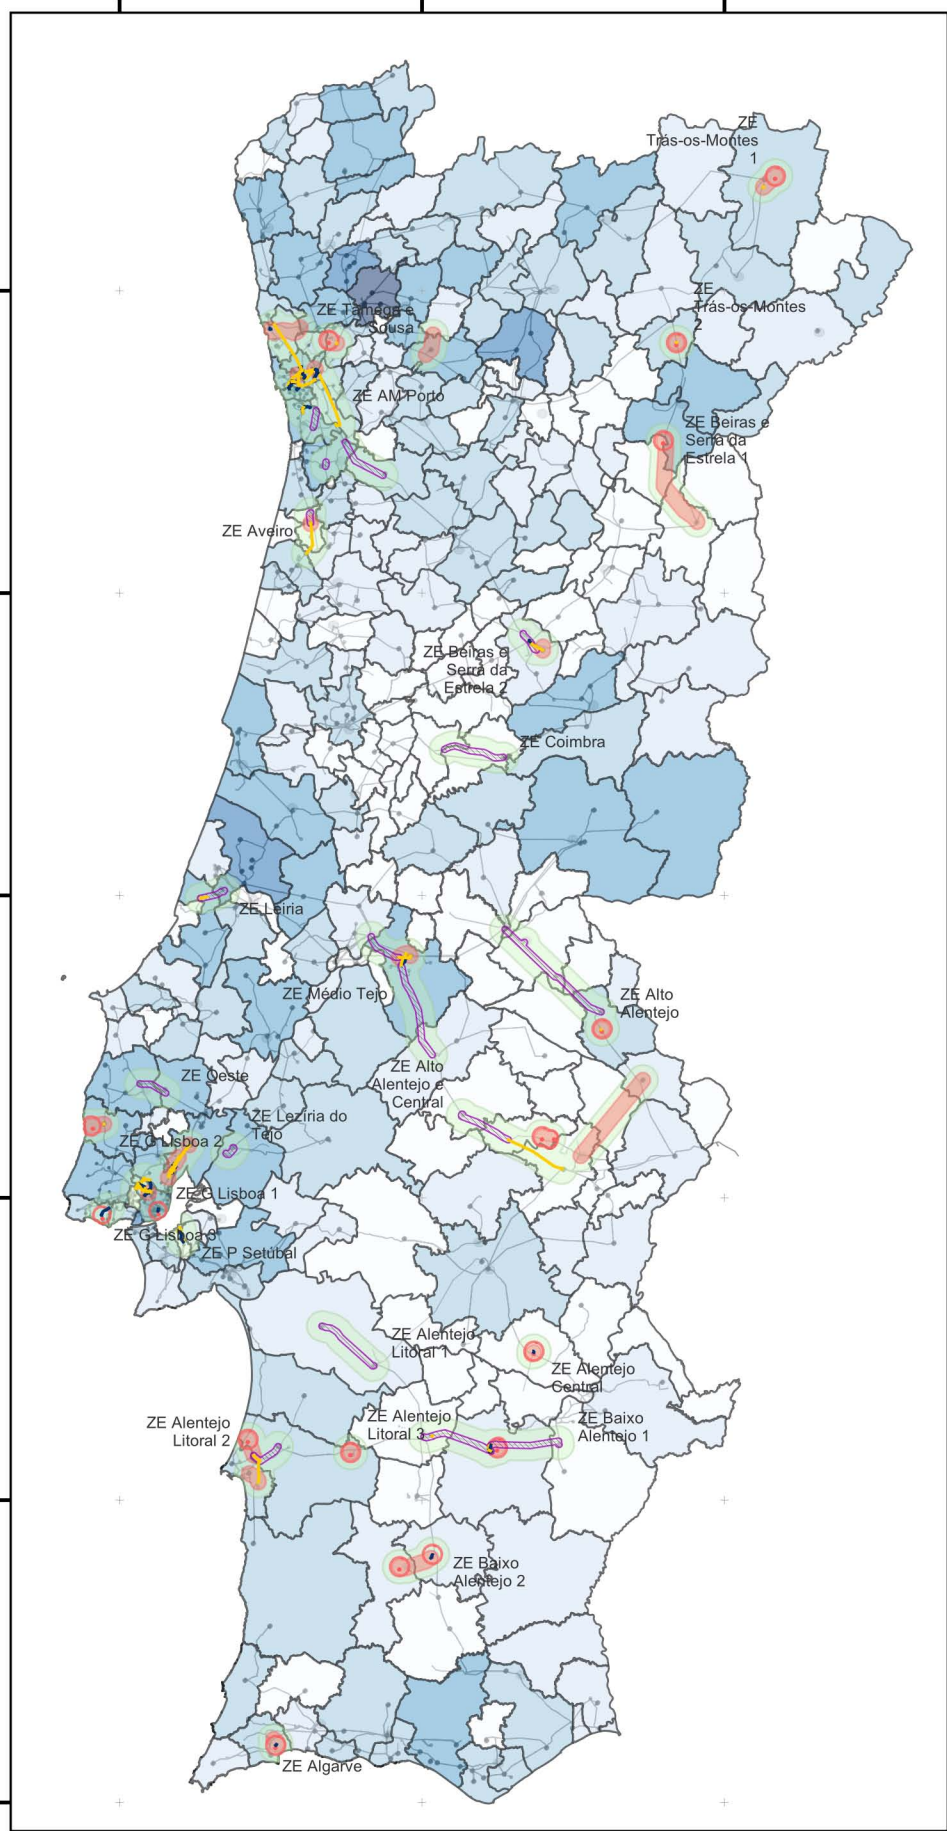 ZE
Trás-os-Montes
1
ZE
Trás-os-Montes
2
ZE Tâmega e
Sousa
ZE AM Porto
ZE Beiras e
Serra da
Estrela 1
ZE Aveiro
ZE Beiras e
Serra da
Estrela 2
ZE Coimbra
ZE Leiria
ZE Médio Tejo
ZE Alto
Alentejo
ZE Alto
Alentejo e
Central
ZE Oeste
ZE Lezíria do
Tejo
ZE G Lisboa 2
ZE G Lisboa 1
ZE G Lisboa 3
ZE P Setúbal
ZE Alentejo
Litoral 1
ZE Alentejo
Central
ZE Alentejo
Litoral 2
ZE Alentejo
Litoral 3
ZE Baixo
Alentejo 1
ZE Baixo
Alentejo 2
ZE Algarve